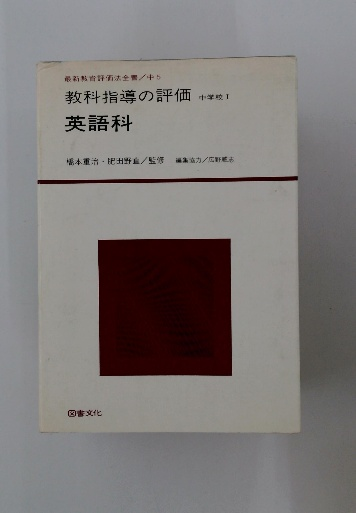 最新教育評価法全書／中5
教科指導の評価 中学校 I
英語科
橋本重治・肥田野直／監修 編集協力／
図書文化